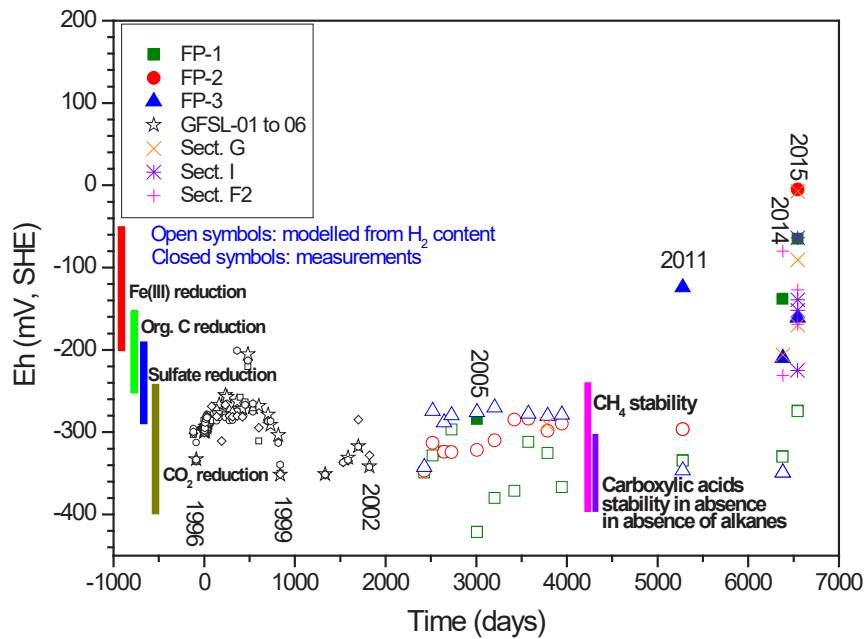 200
100
0
-100
-200
-300
-400
Eh (mV, SHE)
FP-1
FP-2
FP-3
GFSL-01 to 06
Sect. G
Sect. I
Sect. F2
Open symbols: modelled from H₂ content
Closed symbols: measurements
Fe(III) reduction
Org. C reduction
Sulfate reduction
CO₂ reduction
1996
1999
2002
2005
2011
2014
2015
CH₄ stability
Carboxylic acids
stability in absence
in absence of alkanes
-1000 0 1000 2000 3000 4000 5000 6000 7000
Time (days)